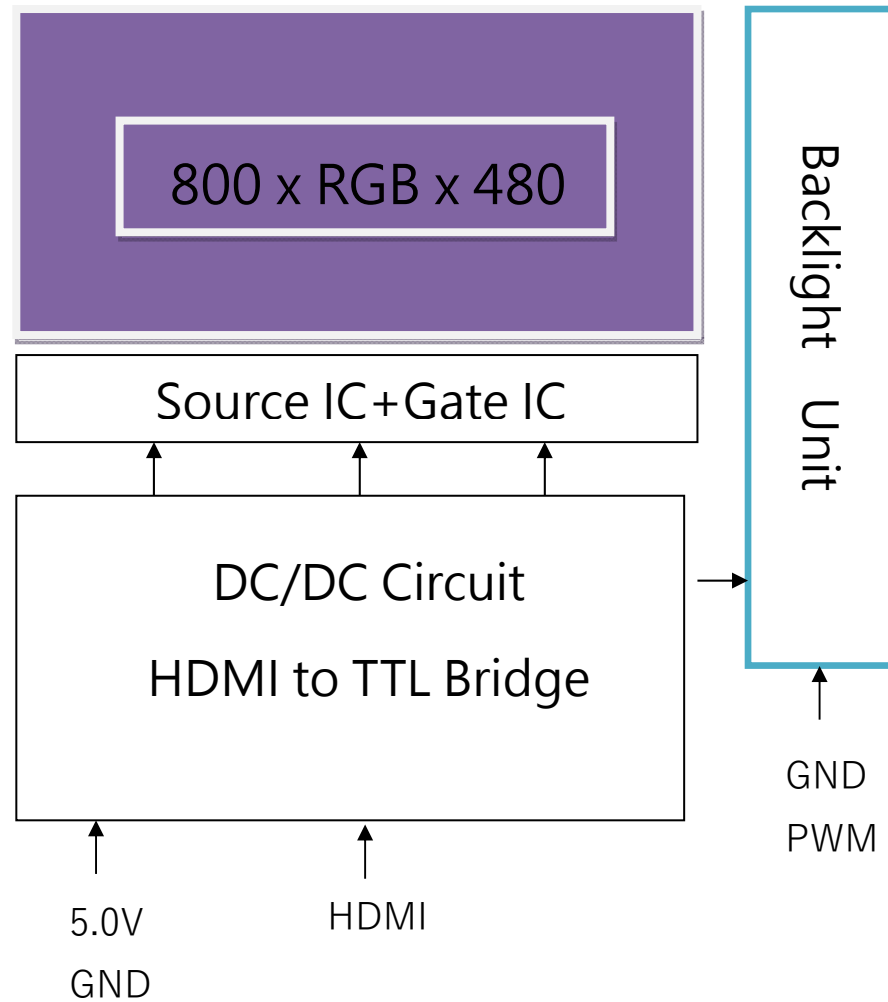 800 x RGB x 480
Backlight Unit
Source IC+Gate IC
DC/DC Circuit
HDMI to TTL Bridge
GND
PWM
5.0V
GND
HDMI